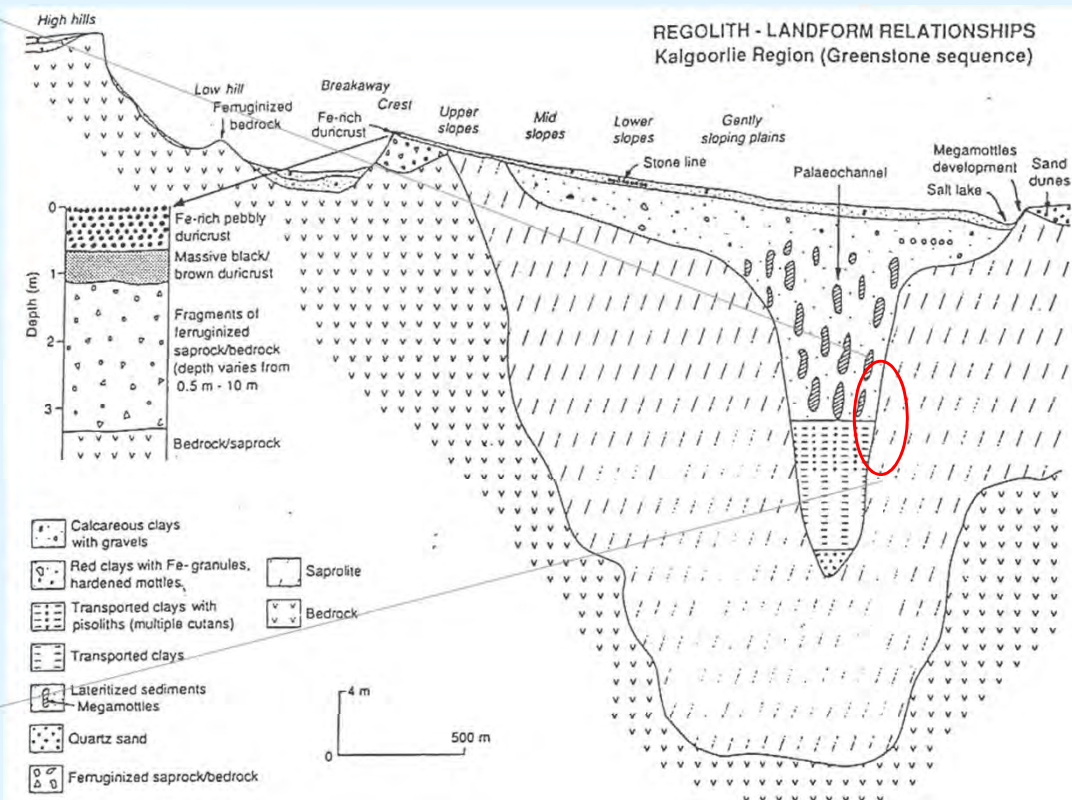 REGOLITH - LANDFORM RELATIONSHIPS
Kalgoorlie Region (Greenstone sequence)
High hills
Low hill
Ferruginized
bedrock
Breakaway
Crest
Fe-rich
duricrust
Upper
slopes
Mid
slopes
Lower
slopes
Gently
sloping plains
Stone line
Palaeochannel
Megamottles
development
Salt lake
Sand
dunes
Depth (m)
0
1
2
3
Fe-rich pebbly
duricrust
Massive black/
brown duricrust
Fragments of
ferruginized
saprock/bedrock
(depth varies from
0.5 m - 10 m
Bedrock/saprock
Calcareous clays
with gravels
Red clays with Fe-granules,
hardened mottles
Transported clays with
pisoliths (multiple cutans)
Transported clays
Lateritized sediments
Megamottles
Quartz sand
Ferruginized saprock/bedrock
Saprolite
Bedrock
4 m
0
500 m